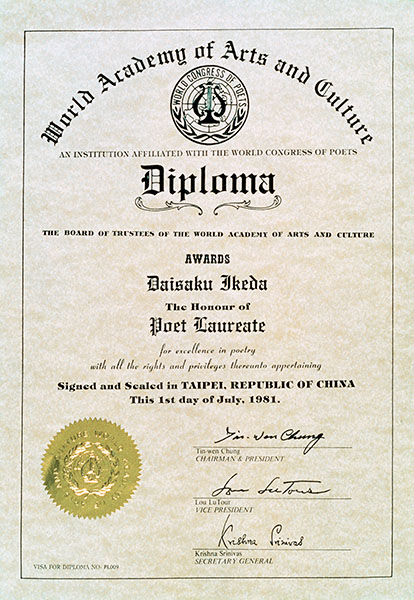 World Academy of Arts and Culture
WORLD CONGRESS OF POETS
AN INSTITUTION AFFILIATED WITH THE WORLD CONGRESS OF POETS
Diploma
THE BOARD OF TRUSTEES OF THE WORLD ACADEMY OF ARTS AND CULTURE
AWARDS
Daisaku Ikeda
The Honour of
Poet Laureate
for excellence in poetry
with all the rights and privileges thereunto appertaining
Signed and Sealed in TAIPEI, REPUBLIC OF CHINA
This 1st day of July, 1981.
Tin-wen Chung
Tin-wen Chung
CHAIRMAN & PRESIDENT
Lou LuTour
Lou LuTour
VICE PRESIDENT
Krishna Srinivas
Krishna Srinivas
SECRETARY GENERAL
VISA FOR DIPLOMA NO: PL009